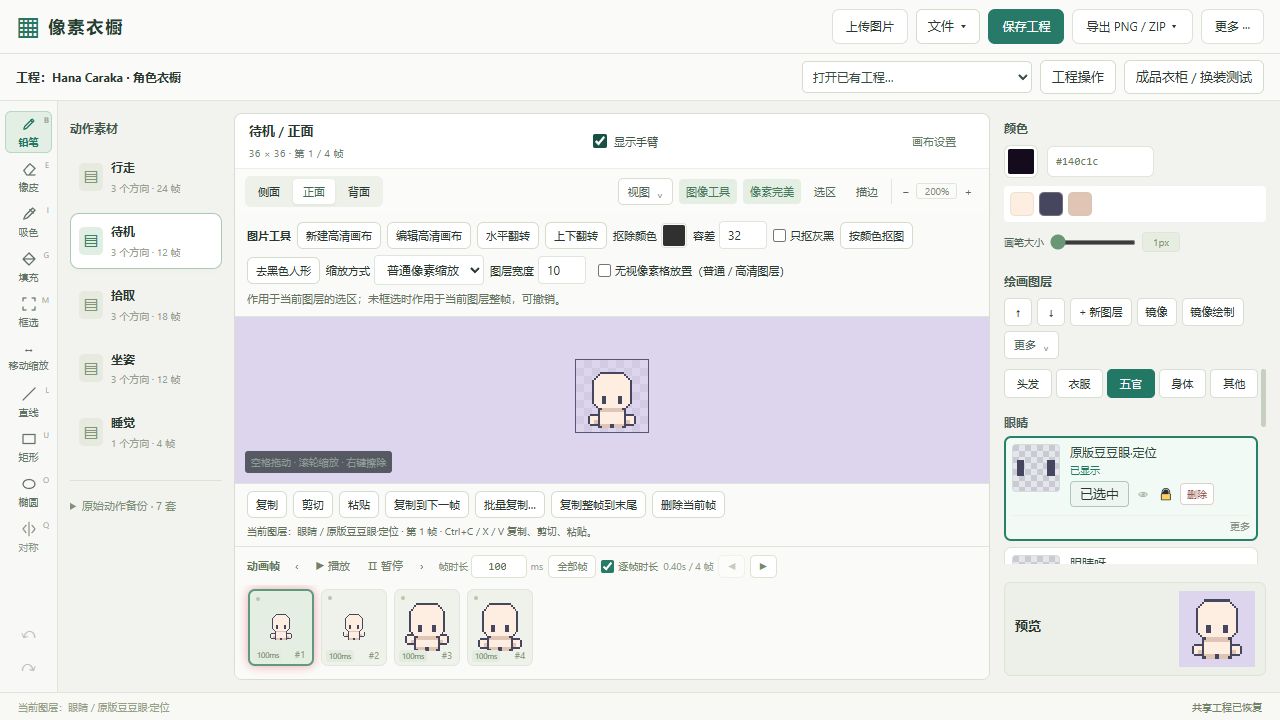 像素衣橱
上传图片
文件
保存工程
导出 PNG / ZIP
更多 ···
工程：Hana Caraka · 角色衣橱
打开已有工程...
工程操作
成品衣柜 / 换装测试
铅笔 B
橡皮 E
吸色 I
填充 G
框选 M
移动缩放
直线 L
矩形 U
椭圆 O
对称 Q
动作素材
行走
3 个方向 · 24 帧
待机
3 个方向 · 12 帧
拾取
3 个方向 · 18 帧
坐姿
3 个方向 · 12 帧
睡觉
1 个方向 · 4 帧
原始动作备份 · 7 套
待机 / 正面
36 × 36 · 第 1 / 4 帧
显示手臂
画布设置
侧面 正面 背面
视图
图像工具
像素完美
选区
描边
− 200% +
图片工具
新建高清画布
编辑高清画布
水平翻转
上下翻转
抠除颜色
容差 32
只抠灰黑
按颜色抠图
去黑色人形
缩放方式 普通像素缩放
图层宽度 10
无视像素格放置（普通 / 高清图层）
作用于当前图层的选区；未框选时作用于当前图层整帧，可撤销。
空格拖动 · 滚轮缩放 · 右键擦除
复制
剪切
粘贴
复制到下一帧
批量复制...
复制整帧到末尾
删除当前帧
当前图层：眼睛 / 原版豆豆眼·定位 · 第 1 帧 · Ctrl+C / X / V 复制、剪切、粘贴。
动画帧 ‹
暂停 ›
帧时长 100 ms
全部帧
逐帧时长 0.40s / 4 帧
100ms #1
100ms #2
100ms #3
100ms #4
颜色
#140c1c
画笔大小 1px
绘画图层
↑ ↓ + 新图层 镜像 镜像绘制
更多
头发 衣服 五官 身体 其他
眼睛
原版豆豆眼·定位
已显示
已选中
删除
更多
预览
当前图层：眼睛 / 原版豆豆眼·定位
共享工程已恢复